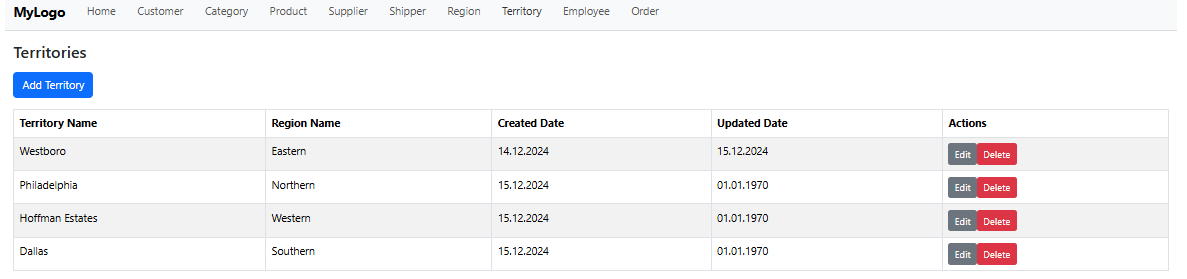 MyLogo Home Customer Category Product Supplier Shipper Region Territory Employee Order
Territories
Add Territory
Territory Name Region Name Created Date Updated Date Actions
Westboro Eastern 14.12.2024 15.12.2024 Edit Delete
Philadelphia Northern 15.12.2024 01.01.1970 Edit Delete
Hoffman Estates Western 15.12.2024 01.01.1970 Edit Delete
Dallas Southern 15.12.2024 01.01.1970 Edit Delete